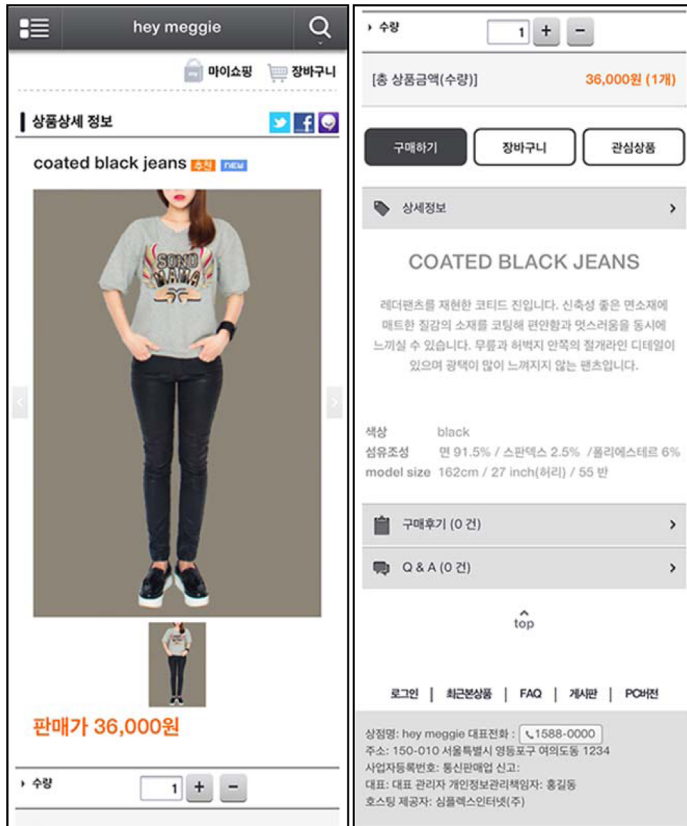 hey meggie
마이쇼핑 장바구니
상품상세 정보
coated black jeans 추천 NEW
SONO
MAMA
판매가 36,000원
수량 1 + -
수량 1 + -
[총 상품금액(수량)] 36,000원 (1개)
구매하기 장바구니 관심상품
상세정보
COATED BLACK JEANS
레더팬츠를 재현한 코티드 진입니다. 신축성 좋은 면소재에
매트한 질감의 소재를 코팅해 편안함과 멋스러움을 동시에
느끼실 수 있습니다. 무릎과 허벅지 안쪽의 절개라인 디테일이
있으며 광택이 많이 느껴지지 않는 팬츠입니다.
색상 black
섬유조성 면 91.5% / 스판덱스 2.5% /폴리에스테르 6%
model size 162cm / 27 inch(허리) / 55 반
구매후기 (0 건)
Q & A (0 건)
top
로그인 | 최근본상품 | FAQ | 게시판 | PC버전
상점명: hey meggie 대표전화 : 1588-0000
주소: 150-010 서울특별시 영등포구 여의도동 1234
사업자등록번호: 통신판매업 신고:
대표: 대표 관리자 개인정보관리책임자: 홍길동
호스팅 제공자: 심플렉스인터넷(주)